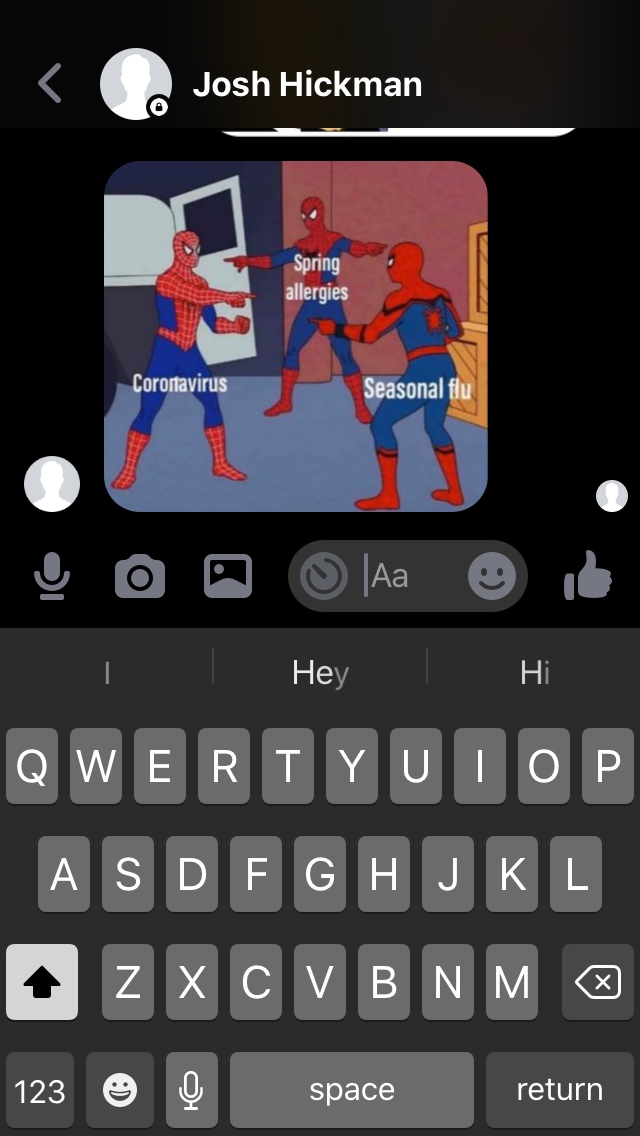 Josh Hickman
Spring
allergies
Coronavirus
Seasonal flu
Aa
I
Hey
Hi
Q W E R T Y U I O P
A S D F G H J K L
Z X C V B N M
123
space
return